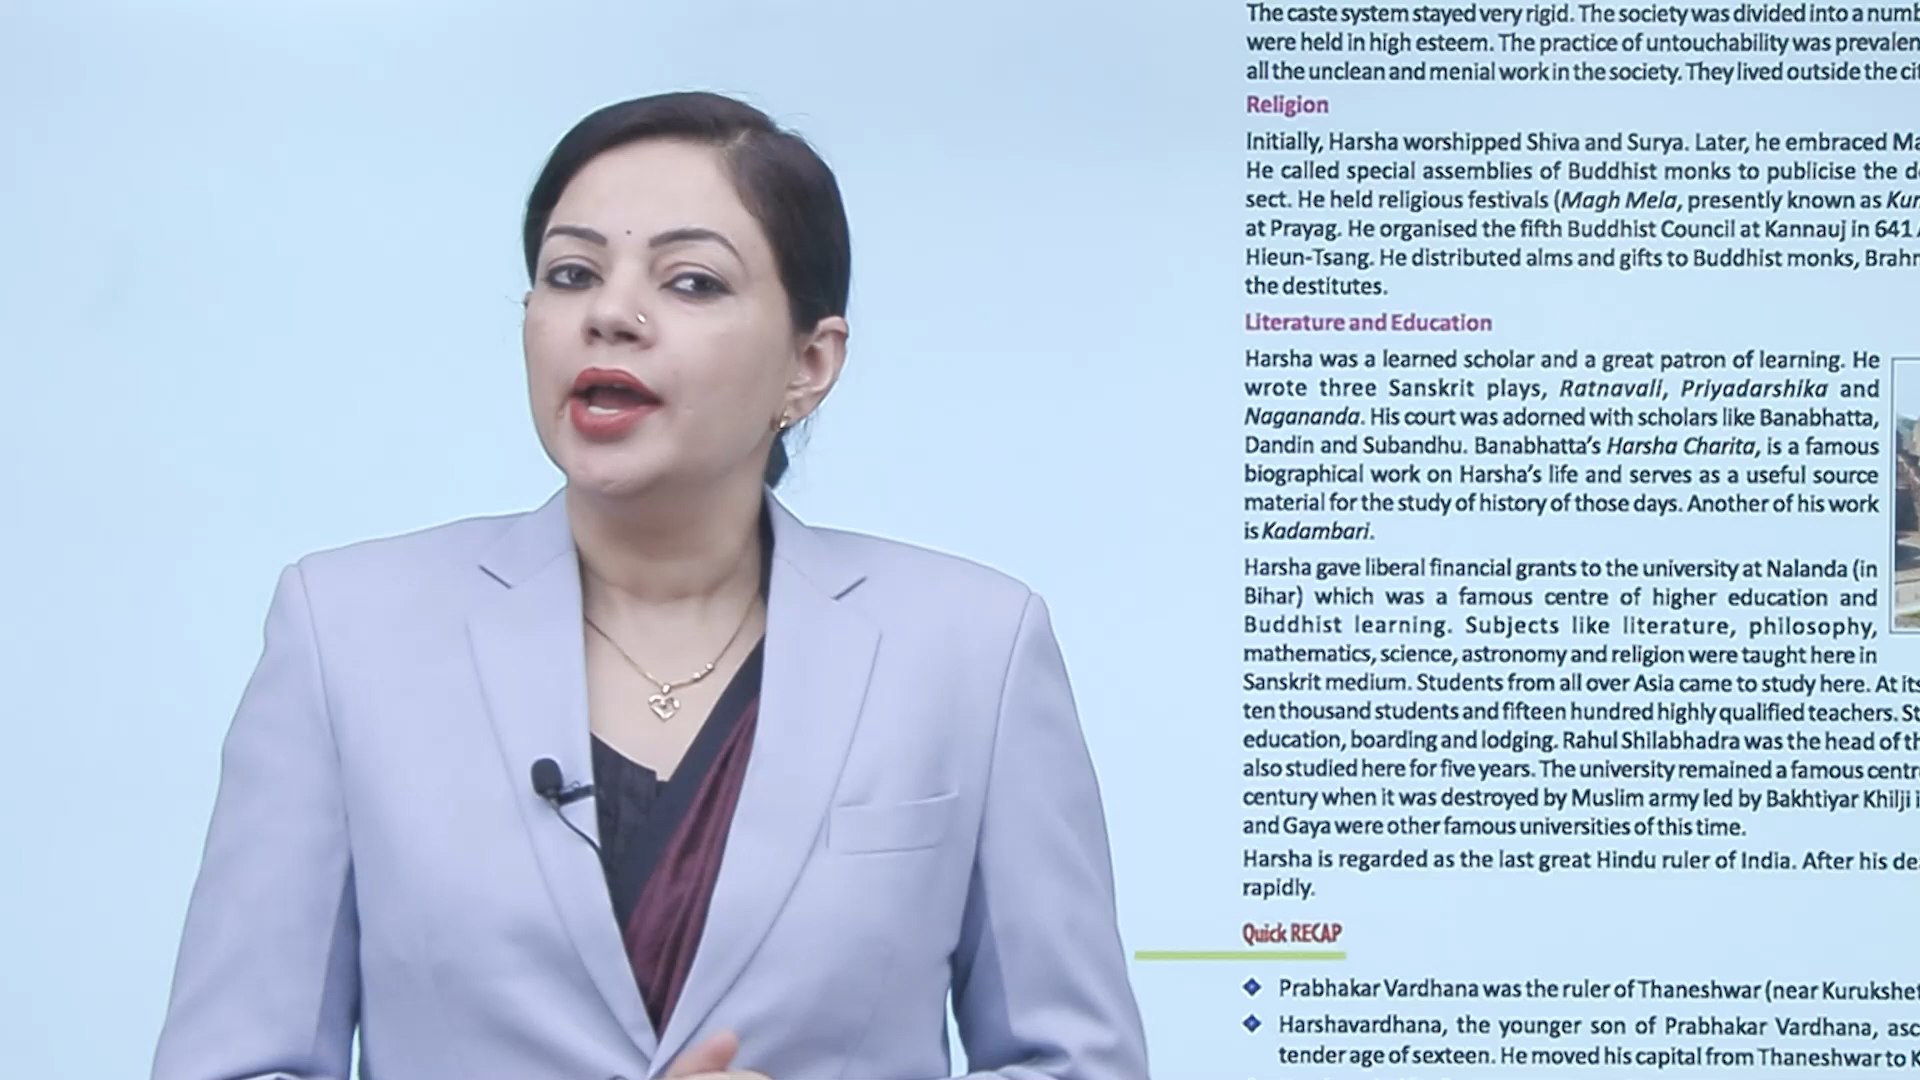 The caste system stayed very rigid. The society was divided into a
were held in high esteem. The practice of untouchability was
all the unclean and menial work in the society. They lived outside the
Religion
Initially, Harsha worshipped Shiva and Surya. Later, he embraced
He called special assemblies of Buddhist monks to publicise the
sect. He held religious festivals (Magh Mela, presently known as
at Prayag. He organised the fifth Buddhist Council at Kannauj in 641
Hieun-Tsang. He distributed alms and gifts to Buddhist monks,
the destitutes.
Literature and Education
Harsha was a learned scholar and a great patron of learning. He
wrote three Sanskrit plays, Ratnavali, Priyadarshika and
Nagananda. His court was adorned with scholars like Banabhatta,
Dandin and Subandhu. Banabhatta's Harsha Charita, is a famous
biographical work on Harsha's life and serves as a useful source
material for the study of history of those days. Another of his work
is Kadambari.
Harsha gave liberal financial grants to the university at Nalanda (in
Bihar) which was a famous centre of higher education and
Buddhist learning. Subjects like literature, philosophy,
mathematics, science, astronomy and religion were taught here in
Sanskrit medium. Students from all over Asia came to study here. At its
ten thousand students and fifteen hundred highly qualified teachers.
education, boarding and lodging. Rahul Shilabhadra was the head of
also studied here for five years. The university remained a famous
century when it was destroyed by Muslim army led by Bakhtiyar Khilji
and Gaya were other famous universities of this time.
Harsha is regarded as the last great Hindu ruler of India. After his
rapidly.
Quick RECAP
Prabhakar Vardhana was the ruler of Thaneshwar (near
Harshavardhana, the younger son of Prabhakar Vardhana,
tender age of sexteen. He moved his capital from Thaneshwar to